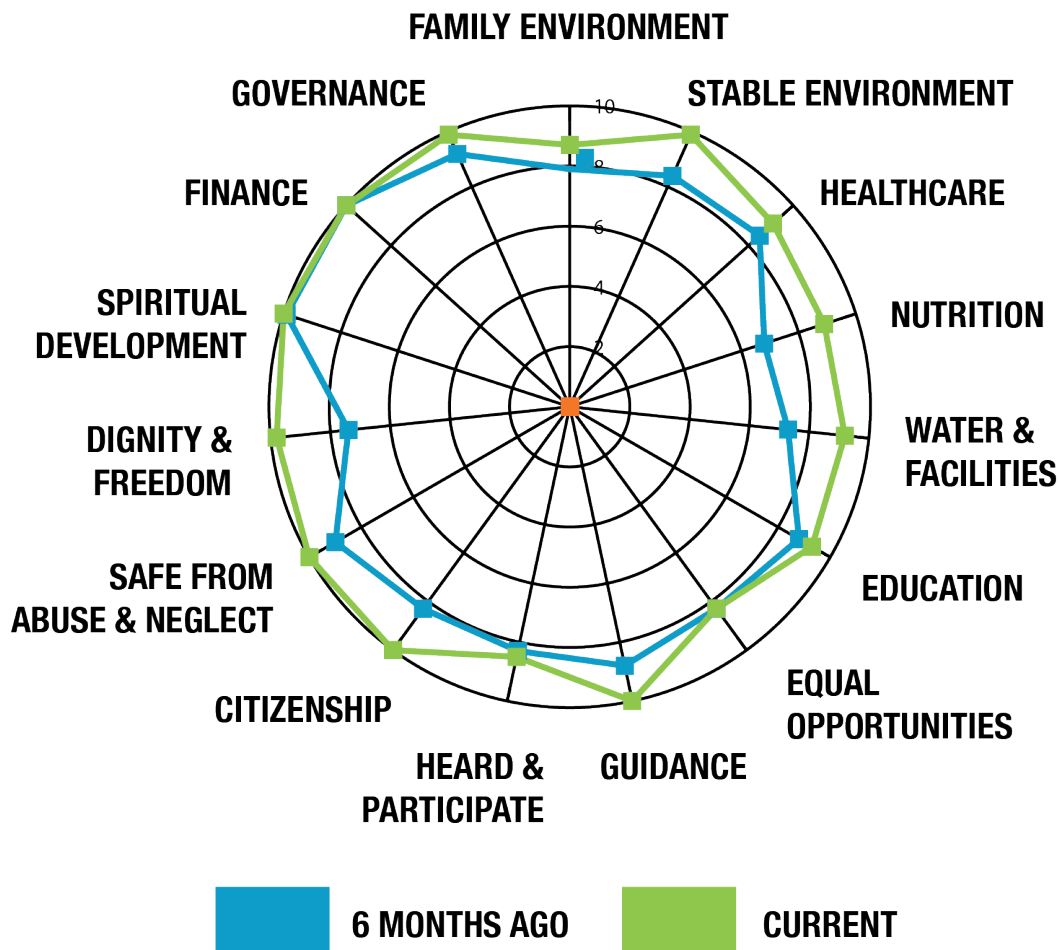 FAMILY ENVIRONMENT
GOVERNANCE
STABLE ENVIRONMENT
10
8
6
4
2
FINANCE
HEALTHCARE
SPIRITUAL
DEVELOPMENT
NUTRITION
DIGNITY &
FREEDOM
WATER &
FACILITIES
SAFE FROM
ABUSE & NEGLECT
EDUCATION
CITIZENSHIP
EQUAL
OPPORTUNITIES
HEARD &
PARTICIPATE
GUIDANCE
6 MONTHS AGO
CURRENT